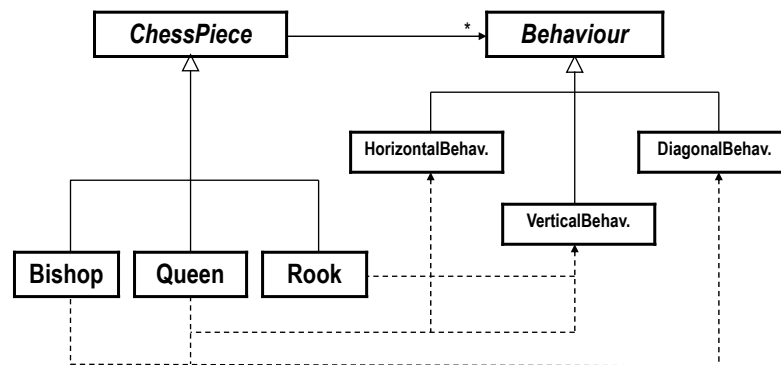 ChessPiece
*
Behaviour
HorizontalBehav.
DiagonalBehav.
VerticalBehav.
Bishop
Queen
Rook